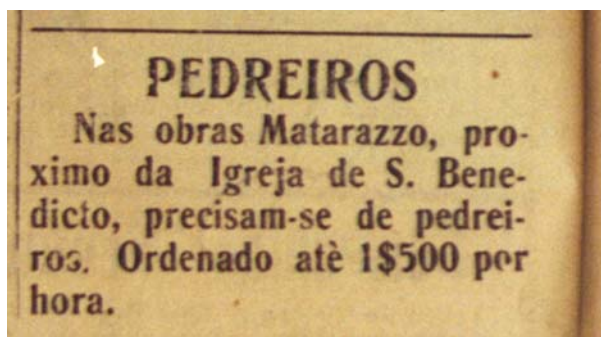 PEDREIROS
Nas obras Matarazzo, pro-
ximo da Igreja de S. Bene-
dicto, precisam-se de pedrei-
ros. Ordenado atè 1$500 por
hora.